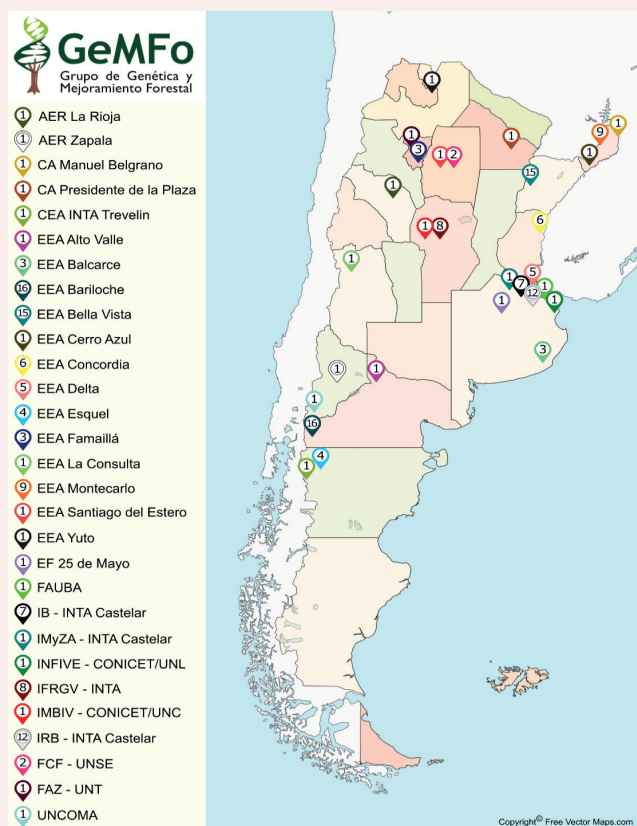 GeMFo
Grupo de Genética y
Mejoramiento Forestal
1 AER La Rioja
1 AER Zapala
1 CA Manuel Belgrano
1 CA Presidente de la Plaza
1 CEA INTA Trevelin
1 EEA Alto Valle
3 EEA Balcarce
16 EEA Bariloche
15 EEA Bella Vista
1 EEA Cerro Azul
6 EEA Concordia
5 EEA Delta
4 EEA Esquel
3 EEA Famaillá
1 EEA La Consulta
9 EEA Montecarlo
1 EEA Santiago del Estero
1 EEA Yuto
1 EF 25 de Mayo
1 FAUBA
7 IB - INTA Castelar
1 IMyZA - INTA Castelar
1 INFIVE - CONICET/UNL
8 IFRGV - INTA
1 IMBIV - CONICET/UNC
12 IRB - INTA Castelar
2 FCF - UNSE
1 FAZ - UNT
1 UNCOMA
1
1
9
1
1
1
3
1 2
1
15
1
6
1 8
1
5
1
7
12
1
1
1
3
1
1
1
16
4
1
Copyright© Free Vector Maps.com